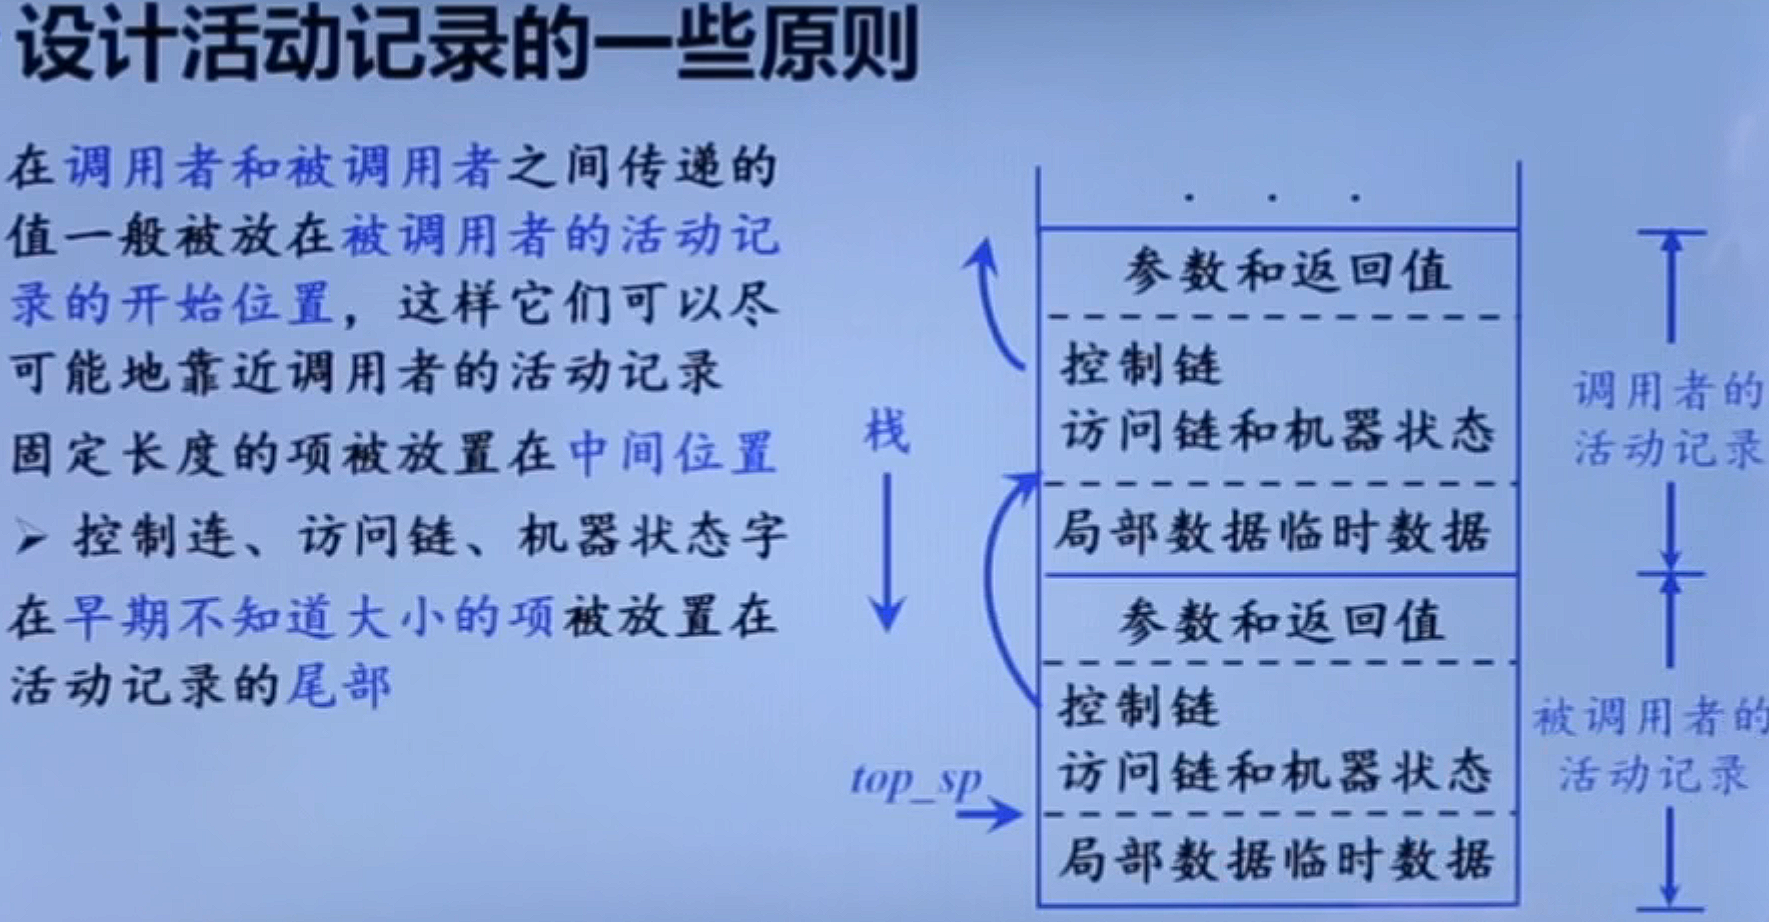 设计活动记录的一些原则
在调用者和被调用者之间传递的
值一般被放在被调用者的活动记
录的开始位置，这样它们可以尽
可能地靠近调用者的活动记录
固定长度的项被放置在中间位置
➢ 控制连、访问链、机器状态字
在早期不知道大小的项被放置在
活动记录的尾部
栈
top_sp
. . .
参数和返回值
控制链
访问链和机器状态
局部数据临时数据
参数和返回值
控制链
访问链和机器状态
局部数据临时数据
调用者的
活动记录
被调用者的
活动记录